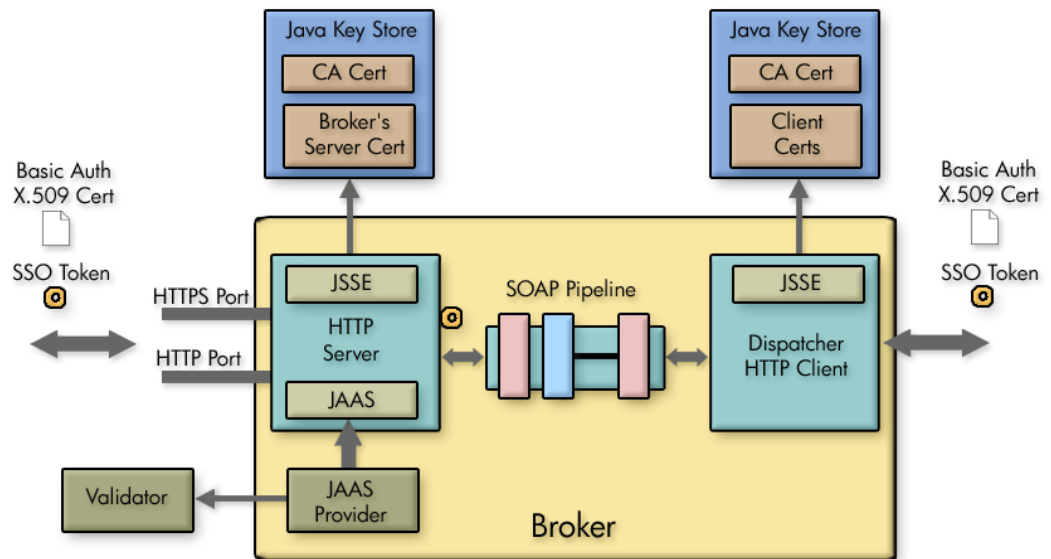 Java Key Store
CA Cert
Broker's
Server Cert
Java Key Store
CA Cert
Client
Certs
Basic Auth
X.509 Cert
SSO Token
Basic Auth
X.509 Cert
SSO Token
HTTPS Port
HTTP Port
JSSE
HTTP
Server
JAAS
SOAP Pipeline
JSSE
Dispatcher
HTTP Client
Validator
JAAS
Provider
Broker